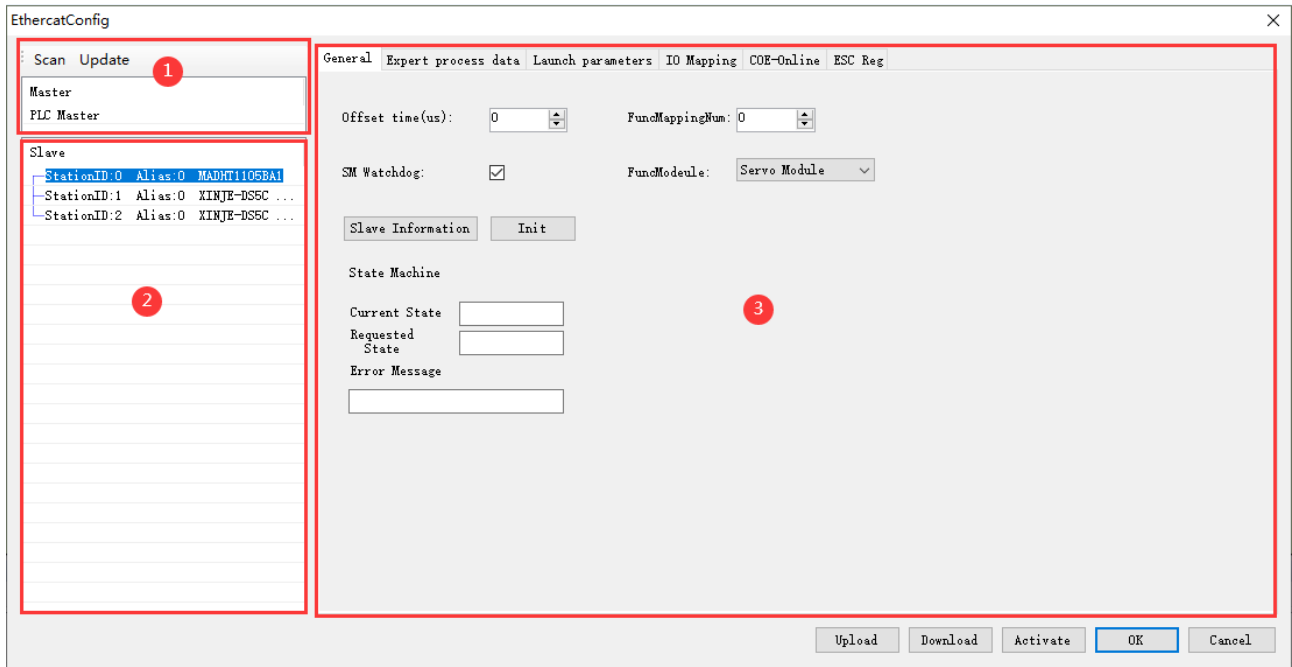 EthercatConfig
Scan Update
1
Master
PLC Master
Slave
StationID:0 Alias:0 MADHT1105BA1
StationID:1 Alias:0 XINJE-DS5C ...
StationID:2 Alias:0 XINJE-DS5C ...
2
General Expert process data Launch parameters IO Mapping COE-Online ESC Reg
Offset time(us): 0 FuncMappingNum: 0
SM Watchdog: FuncModeule: Servo Module
Slave Information Init
State Machine
3
Current State
Requested
State
Error Message
Upload Download Activate OK Cancel